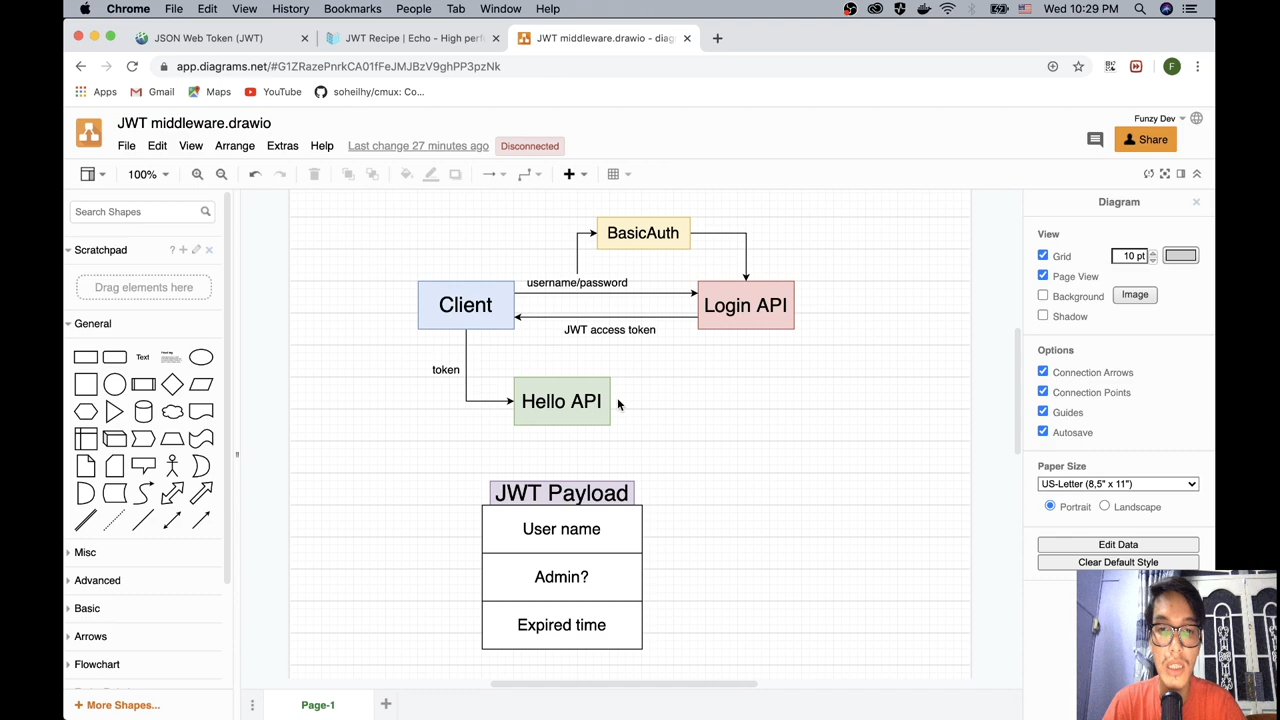 Chrome File Edit View History Bookmarks People Tab Window Help Wed 10:29 PM
JSON Web Token (JWT) × JWT Recipe | Echo - High perf × JWT middleware.drawio - diag × +
app.diagrams.net/#G1ZRazePnrkCA01fFeJMJBzV9ghPP3pzNk F
Apps Gmail Maps YouTube soheilhy/cmux: Co...
JWT middleware.drawio
Funzy Dev
File Edit View Arrange Extras Help Last change 27 minutes ago Disconnected
Share
100%
Search Shapes
Scratchpad ? + ×
Drag elements here
General
Text
Misc
Advanced
Basic
Arrows
Flowchart
+ More Shapes...
BasicAuth
username/password
Client
Login API
JWT access token
token
Hello API
JWT Payload
User name
Admin?
Expired time
Page-1 +
Diagram ×
View
Grid 10 pt
Page View
Background Image
Shadow
Options
Connection Arrows
Connection Points
Guides
Autosave
Paper Size
US-Letter (8,5" x 11")
Portrait Landscape
Edit Data
Clear Default Style